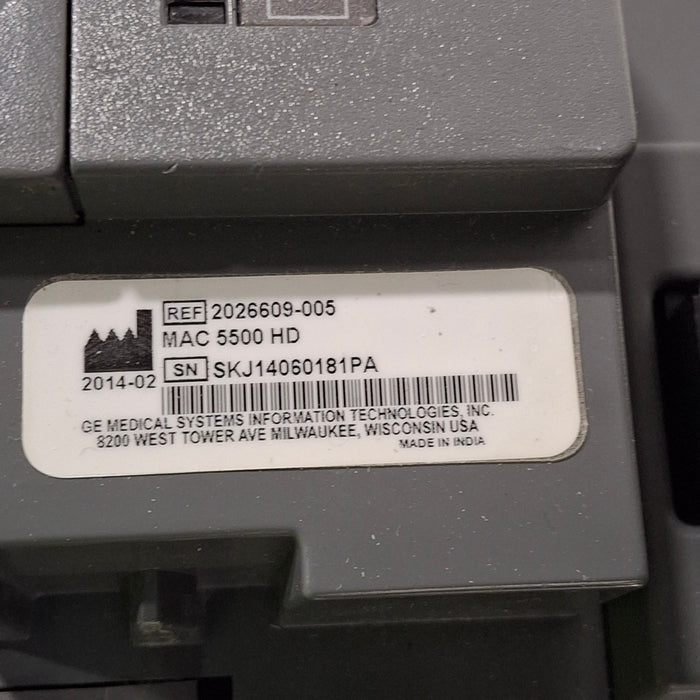 REF 2026609-005
MAC 5500 HD
2014-02 SN SKJ14060181PA
GE MEDICAL SYSTEMS INFORMATION TECHNOLOGIES, INC.
8200 WEST TOWER AVE MILWAUKEE, WISCONSIN USA
MADE IN INDIA